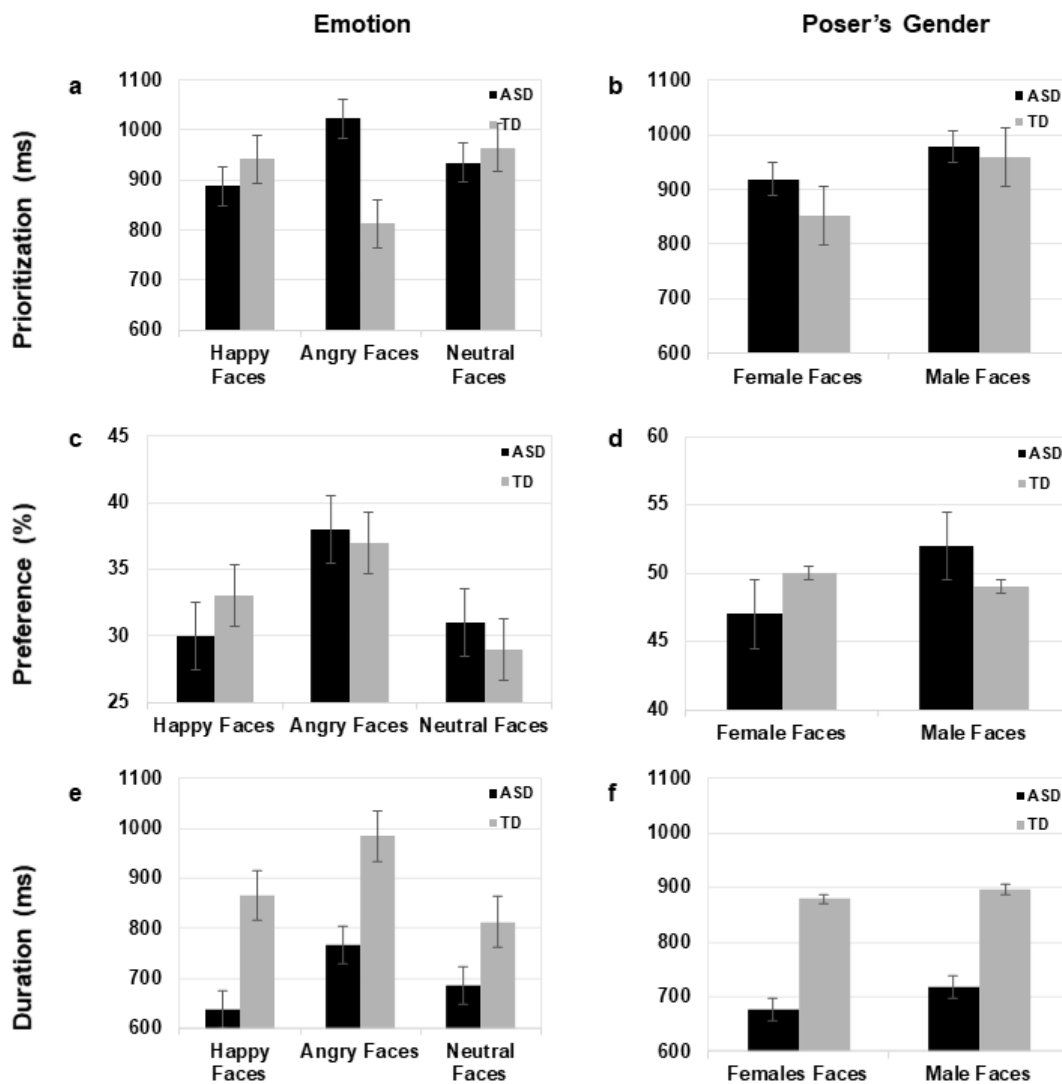 Emotion
Poser's Gender
Prioritization (ms)
a
1100
1000
900
800
700
600
ASD
TD
Happy Faces
Angry Faces
Neutral Faces
b
1100
1000
900
800
700
600
ASD
TD
Female Faces
Male Faces
Preference (%)
c
45
40
35
30
25
ASD
TD
Happy Faces
Angry Faces
Neutral Faces
d
60
55
50
45
40
ASD
TD
Female Faces
Male Faces
Duration (ms)
e
1100
1000
900
800
700
600
ASD
TD
Happy Faces
Angry Faces
Neutral Faces
f
1100
1000
900
800
700
600
ASD
TD
Females Faces
Male Faces